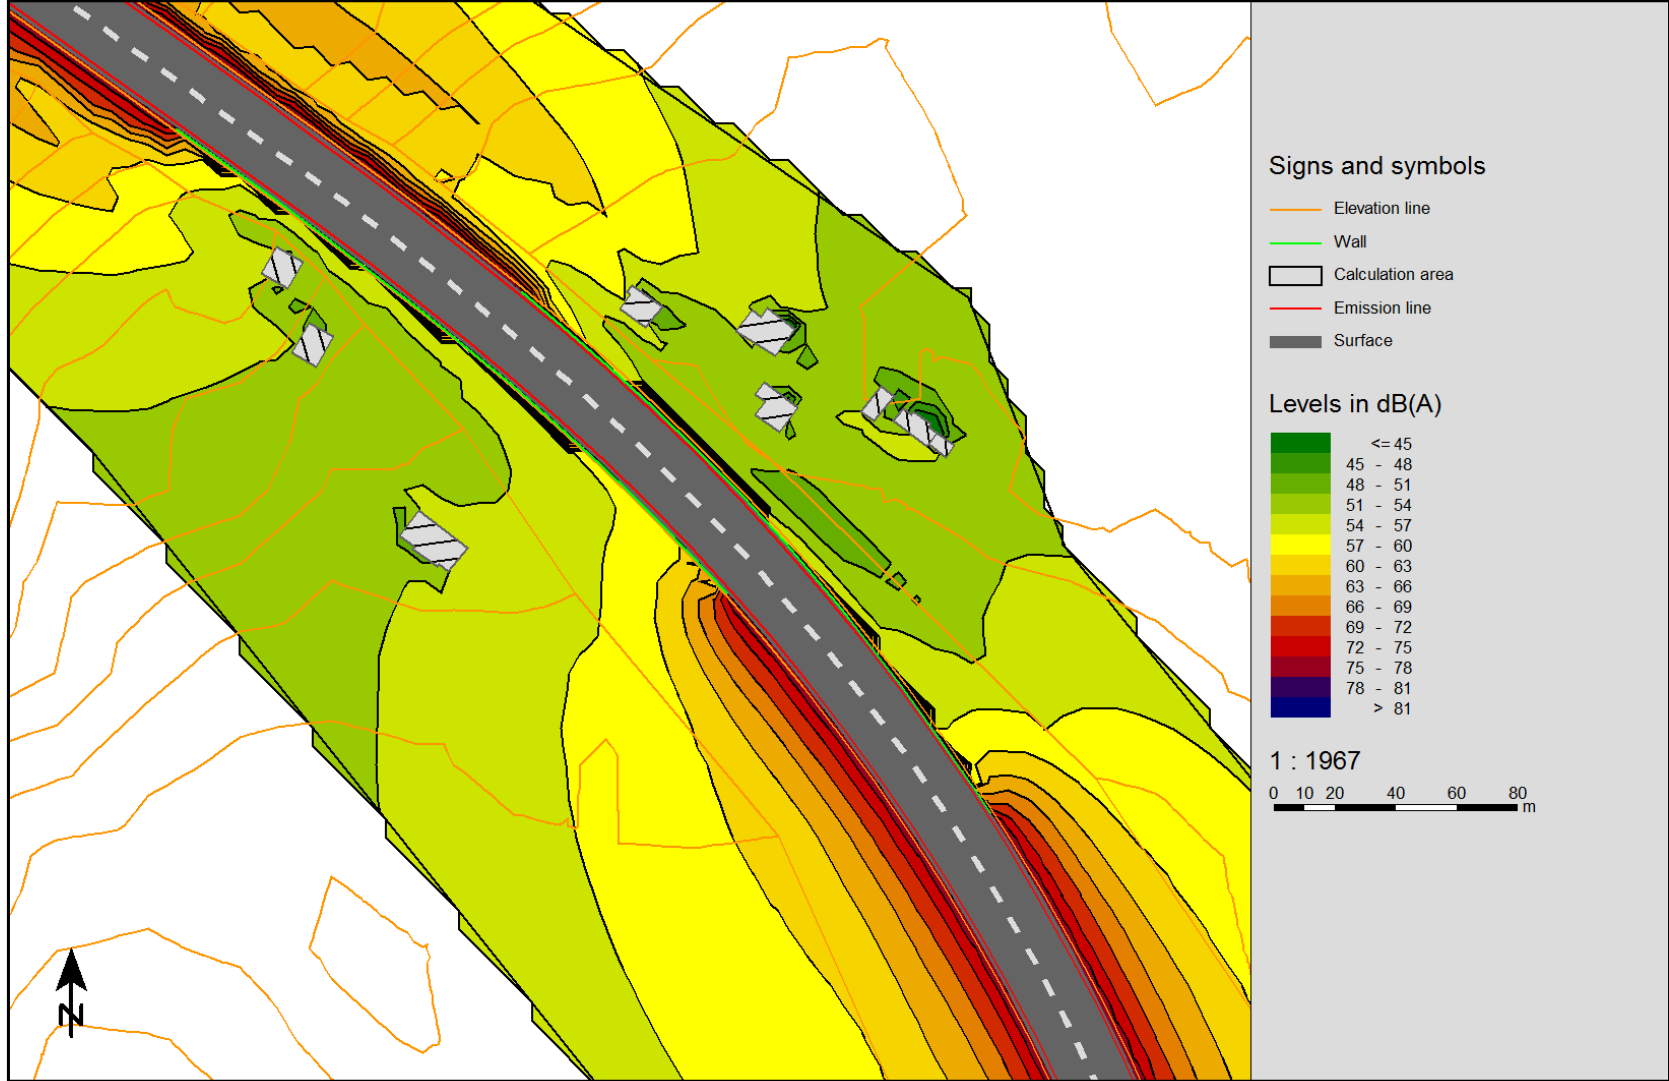 Signs and symbols
Elevation line
Wall
Calculation area
Emission line
Surface
Levels in dB(A)
<= 45
45 - 48
48 - 51
51 - 54
54 - 57
57 - 60
60 - 63
63 - 66
66 - 69
69 - 72
72 - 75
75 - 78
78 - 81
> 81
1 : 1967
0 10 20 40 60 80
m
N